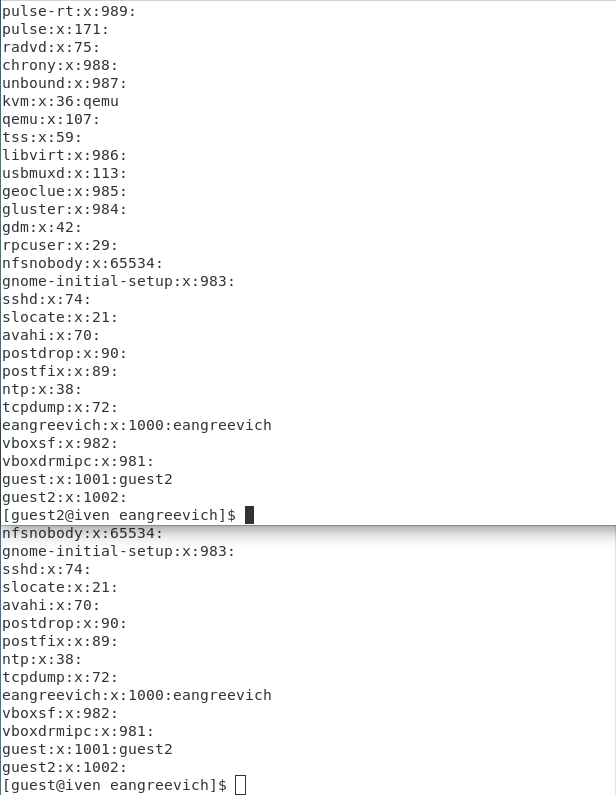 pulse-rt:x:989:
pulse:x:171:
radvd:x:75:
chrony:x:988:
unbound:x:987:
kvm:x:36:qemu
qemu:x:107:
tss:x:59:
libvirt:x:986:
usbmuxd:x:113:
geoclue:x:985:
gluster:x:984:
gdm:x:42:
rpcuser:x:29:
nfsnobody:x:65534:
gnome-initial-setup:x:983:
sshd:x:74:
slocate:x:21:
avahi:x:70:
postdrop:x:90:
postfix:x:89:
ntp:x:38:
tcpdump:x:72:
eangreevich:x:1000:eangreevich
vboxsf:x:982:
vboxdrmipc:x:981:
guest:x:1001:guest2
guest2:x:1002:
[guest2@iven eangreevich]$
nfsnobody:x:65534:
gnome-initial-setup:x:983:
sshd:x:74:
slocate:x:21:
avahi:x:70:
postdrop:x:90:
postfix:x:89:
ntp:x:38:
tcpdump:x:72:
eangreevich:x:1000:eangreevich
vboxsf:x:982:
vboxdrmipc:x:981:
guest:x:1001:guest2
guest2:x:1002:
[guest@iven eangreevich]$